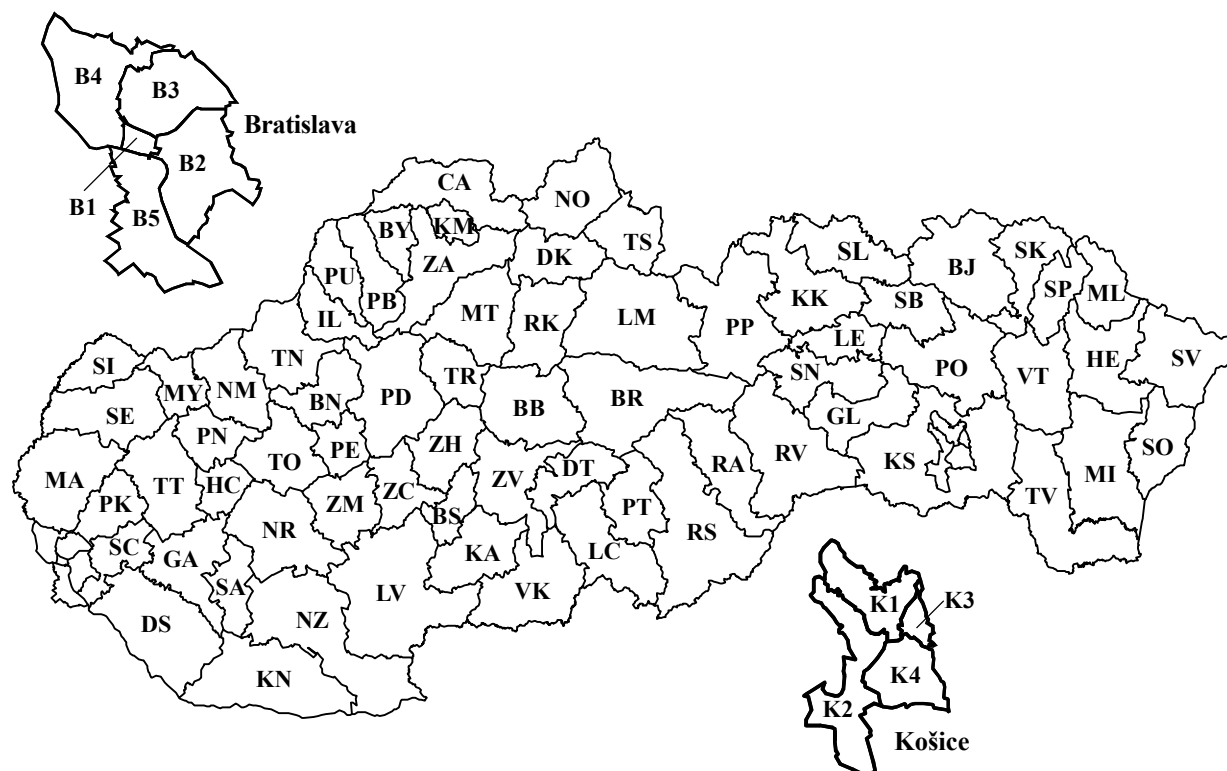 B4
B3
Bratislava
B2
B1
B5
CA
NO
BY
KM
TS
SL
SK
ZA
DK
BJ
PU
SP
ML
PB
KK
SB
IL
MT
RK
LM
PP
LE
SI
TN
TR
SN
PO
HE
SV
MY
NM
BN
PD
BB
BR
VT
SE
GL
PN
PE
ZH
SO
TO
RA
RV
MA
TT
HC
ZC
ZV
DT
KS
MI
PK
ZM
BS
PT
TV
NR
RS
SC
GA
KA
LC
SA
LV
VK
K1
K3
DS
NZ
K4
KN
K2
Košice